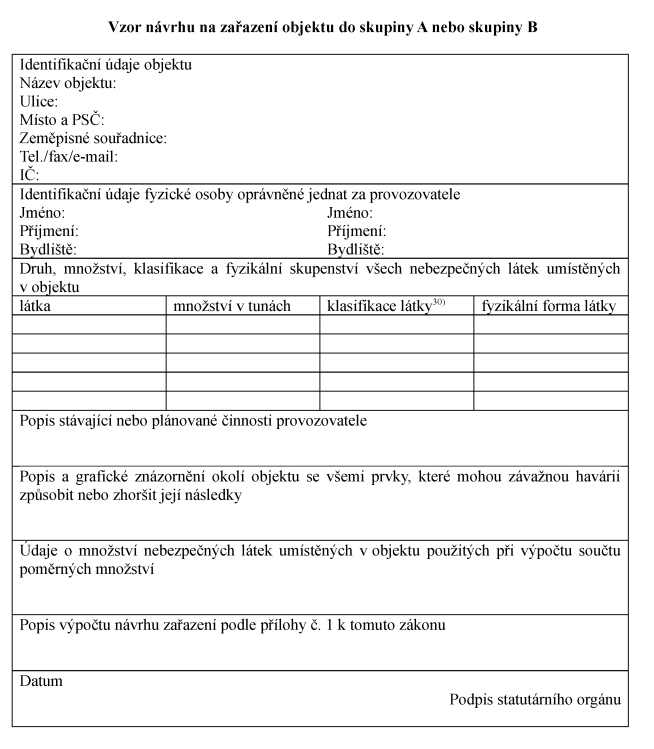 Vzor návrhu na zařazení objektu do skupiny A nebo skupiny B
Identifikační údaje objektu
Název objektu:
Ulice:
Místo a PSČ:
Zeměpisné souřadnice:
Tel./fax/e-mail:
IČ:
Identifikační údaje fyzické osoby oprávněné jednat za provozovatele
Jméno: Jméno:
Příjmení: Příjmení:
Bydliště: Bydliště:
Druh, množství, klasifikace a fyzikální skupenství všech nebezpečných látek umístěných
v objektu
látka množství v tunách klasifikace látky30) fyzikální forma látky
Popis stávající nebo plánované činnosti provozovatele
Popis a grafické znázornění okolí objektu se všemi prvky, které mohou závažnou havárii
způsobit nebo zhoršit její následky
Údaje o množství nebezpečných látek umístěných v objektu použitých při výpočtu součtu
poměrných množství
Popis výpočtu návrhu zařazení podle přílohy č. 1 k tomuto zákonu
Datum
Podpis statutárního orgánu